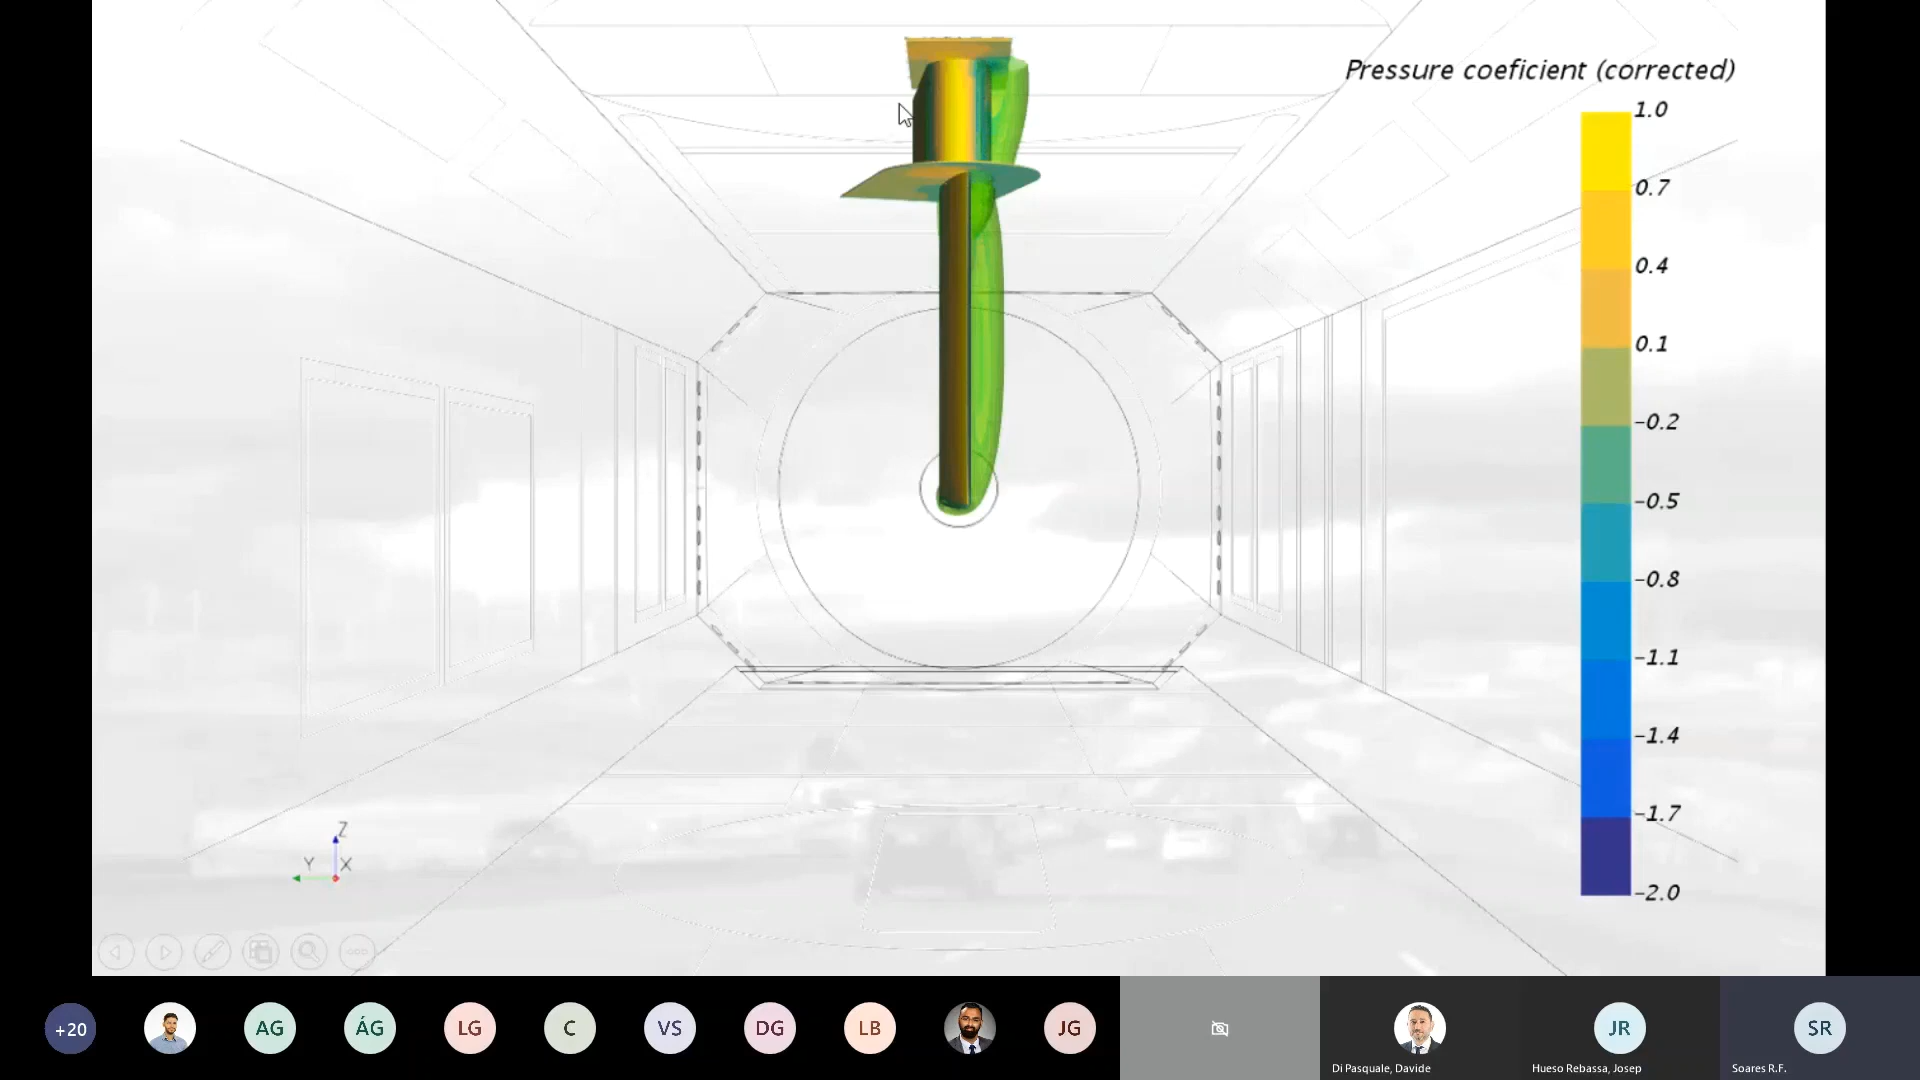 Pressure coeficient (corrected)
1.0
0.7
0.4
0.1
-0.2
-0.5
-0.8
-1.1
-1.4
-1.7
-2.0
Z
Y X
+20
AG
ÁG
LG
C
VS
DG
LB
JG
JR
SR
Di Pasquale, Davide
Hueso Rebassa, Josep
Soares R.F.